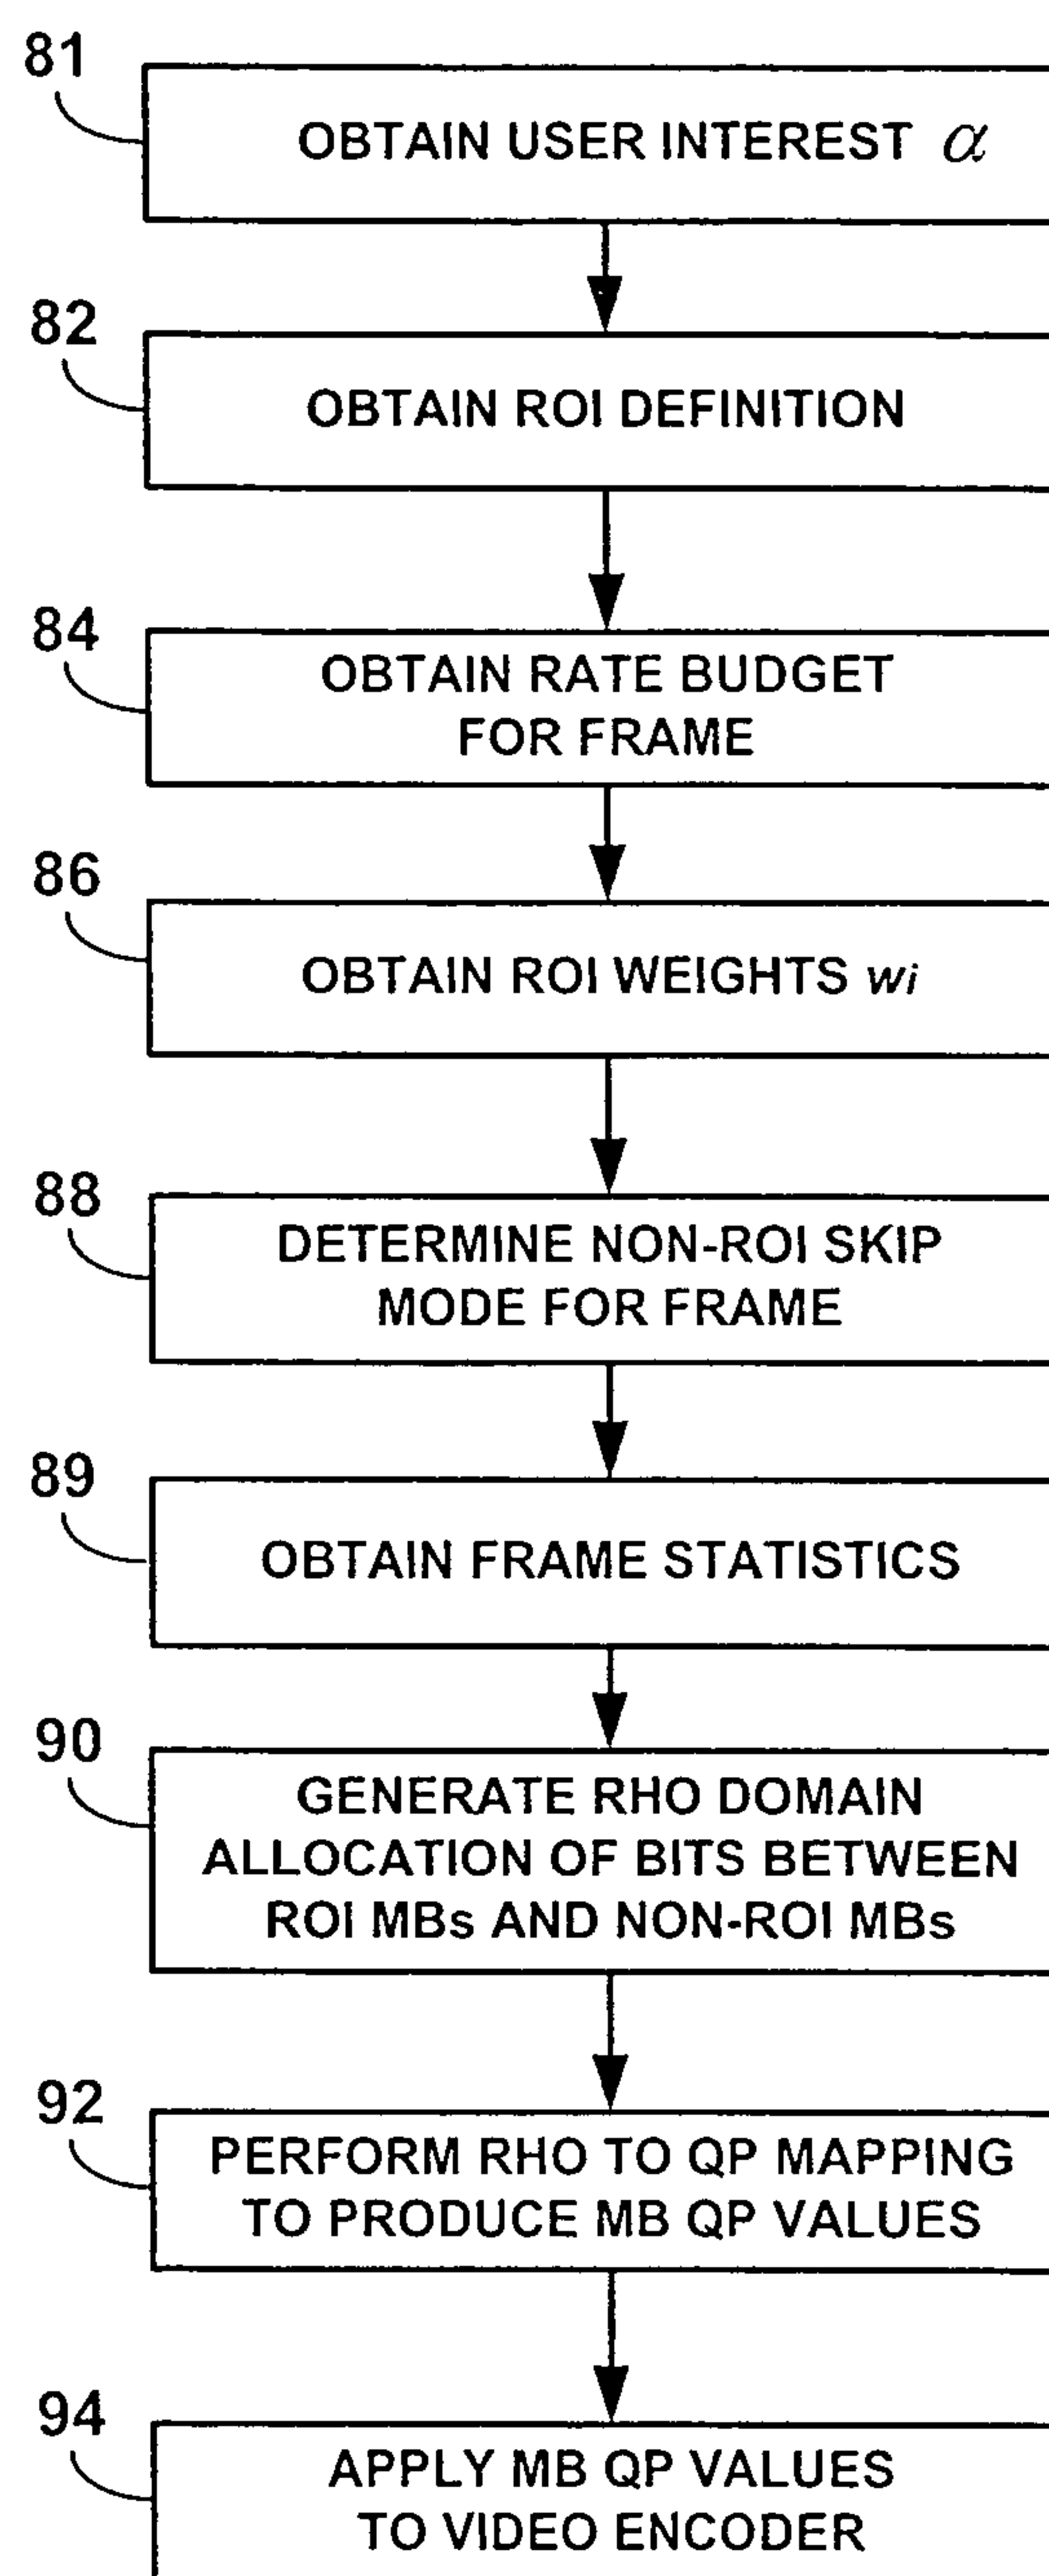 81
OBTAIN USER INTEREST α
82
OBTAIN ROI DEFINITION
84
OBTAIN RATE BUDGET
FOR FRAME
86
OBTAIN ROI WEIGHTS wi
88
DETERMINE NON-ROI SKIP
MODE FOR FRAME
89
OBTAIN FRAME STATISTICS
90
GENERATE RHO DOMAIN
ALLOCATION OF BITS BETWEEN
ROI MBs AND NON-ROI MBs
92
PERFORM RHO TO QP MAPPING
TO PRODUCE MB QP VALUES
94
APPLY MB QP VALUES
TO VIDEO ENCODER